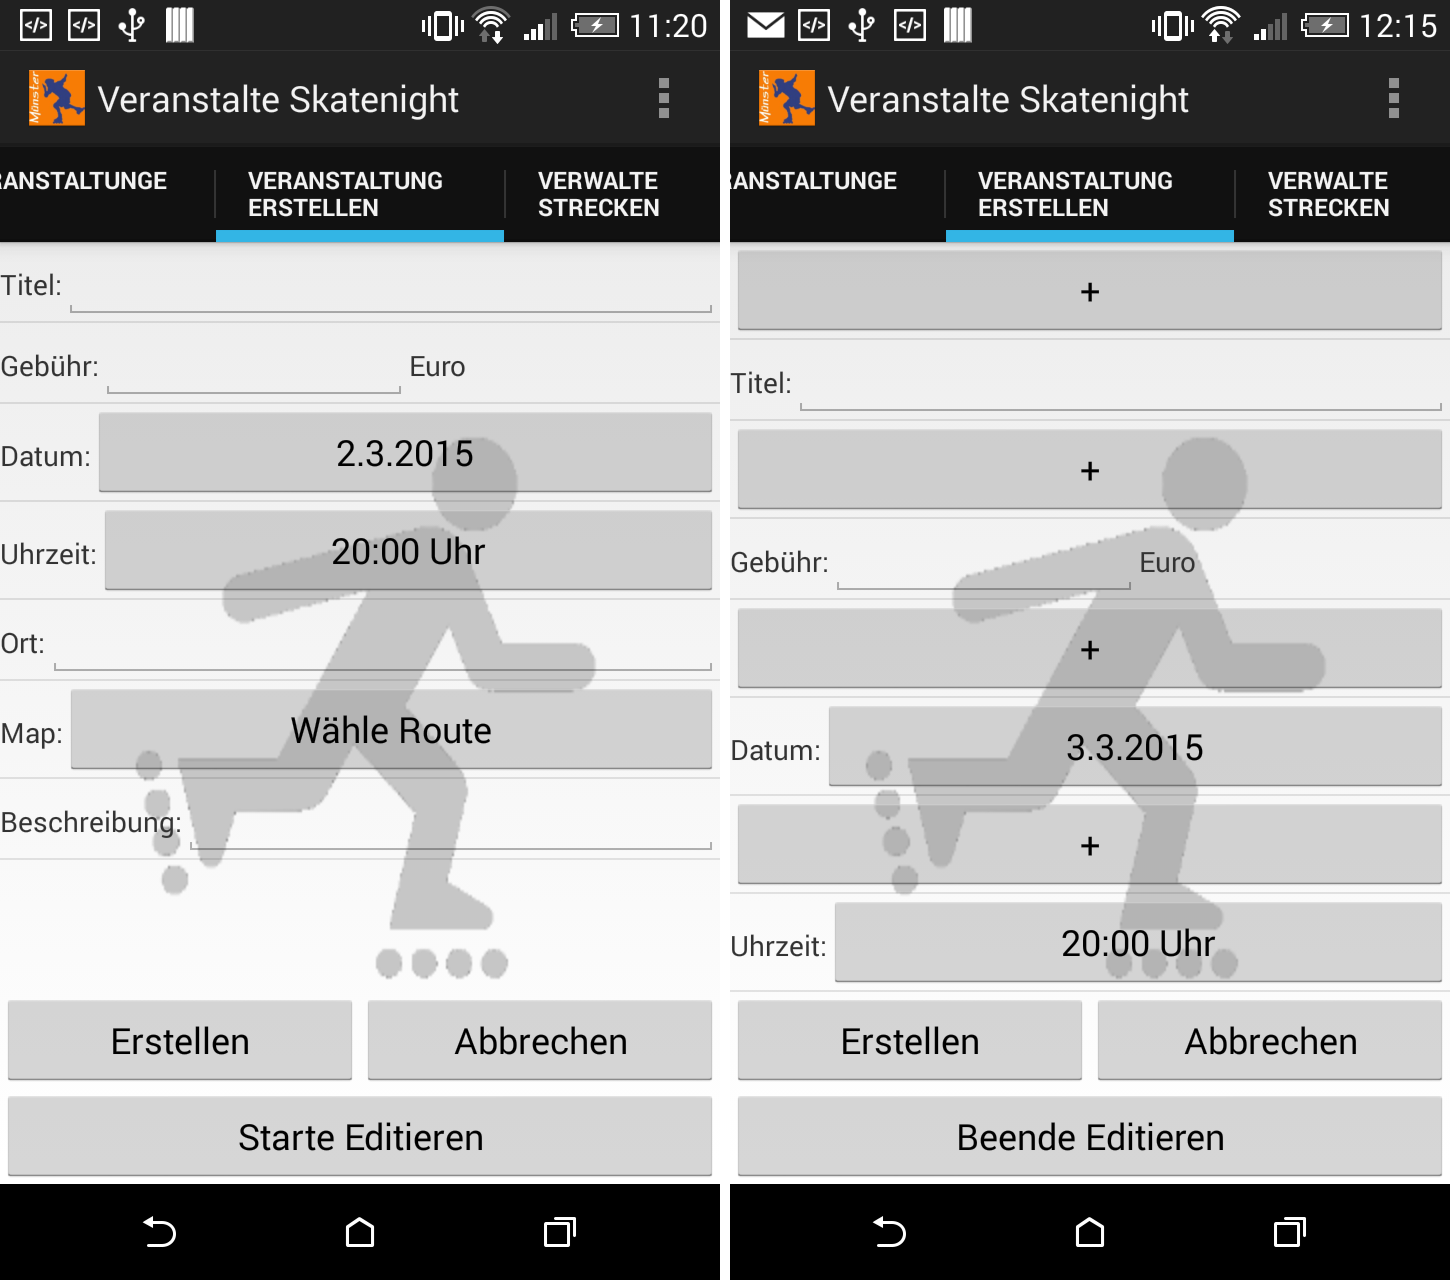 11:20
Münster
Veranstalte Skatenight
RANSTALTUNGE
VERANSTALTUNG
ERSTELLEN
VERWALTE
STRECKEN
Titel:
Gebühr: Euro
Datum: 2.3.2015
Uhrzeit: 20:00 Uhr
Ort:
Map: Wähle Route
Beschreibung:
Erstellen Abbrechen
Starte Editieren
12:15
Münster
Veranstalte Skatenight
RANSTALTUNGE
VERANSTALTUNG
ERSTELLEN
VERWALTE
STRECKEN
+
Titel:
+
Gebühr: Euro
+
Datum: 3.3.2015
+
Uhrzeit: 20:00 Uhr
Erstellen Abbrechen
Beende Editieren